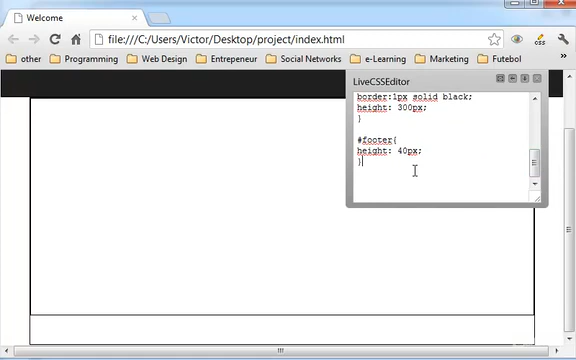 Welcome
file:///C:/Users/Victor/Desktop/project/index.html
css
other Programming Web Design Entrepeneur Social Networks e-Learning Marketing Futebol
LiveCSSEditor
border:1px solid black;
height: 300px;
}
#footer{
height: 40px;
}